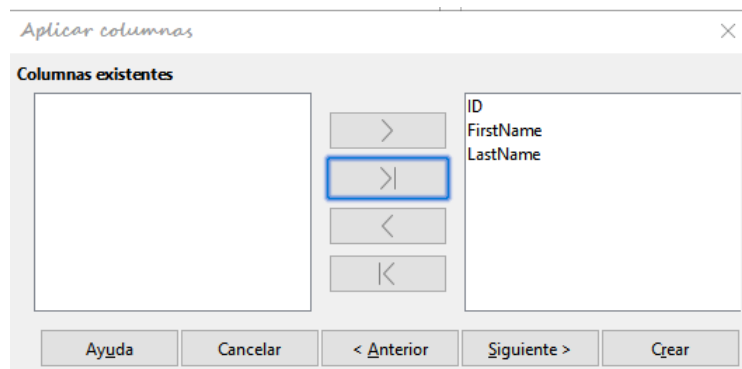 Aplicar columnas
Columnas existentes
ID
FirstName
LastName
Ayuda
Cancelar
< Anterior
Siguiente >
Crear